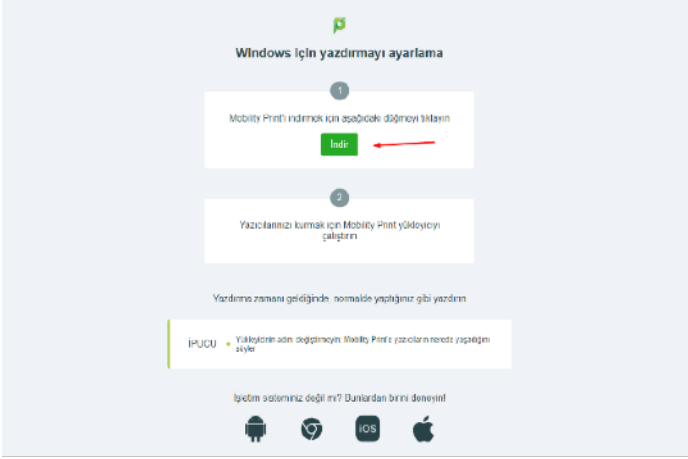 Windows için yazdırmayı ayarlama
1
Mobility Print'i indirmek için aşağıdaki düğmeyi tıklayın
İndir
2
Yazıcılarınızı kurmak için Mobility Print yükleyiciyi
çalıştırın
Yazdırma zamanı geldiğinde, normalde yaptığınız gibi yazdırın
İPUCU
Yükleyicinin adını değiştirmeyin: Mobility Print'e yazıcıların nerede yaşadığını
söyler
İşletim sisteminiz değil mi? Bunlardan birini deneyin!
iOS